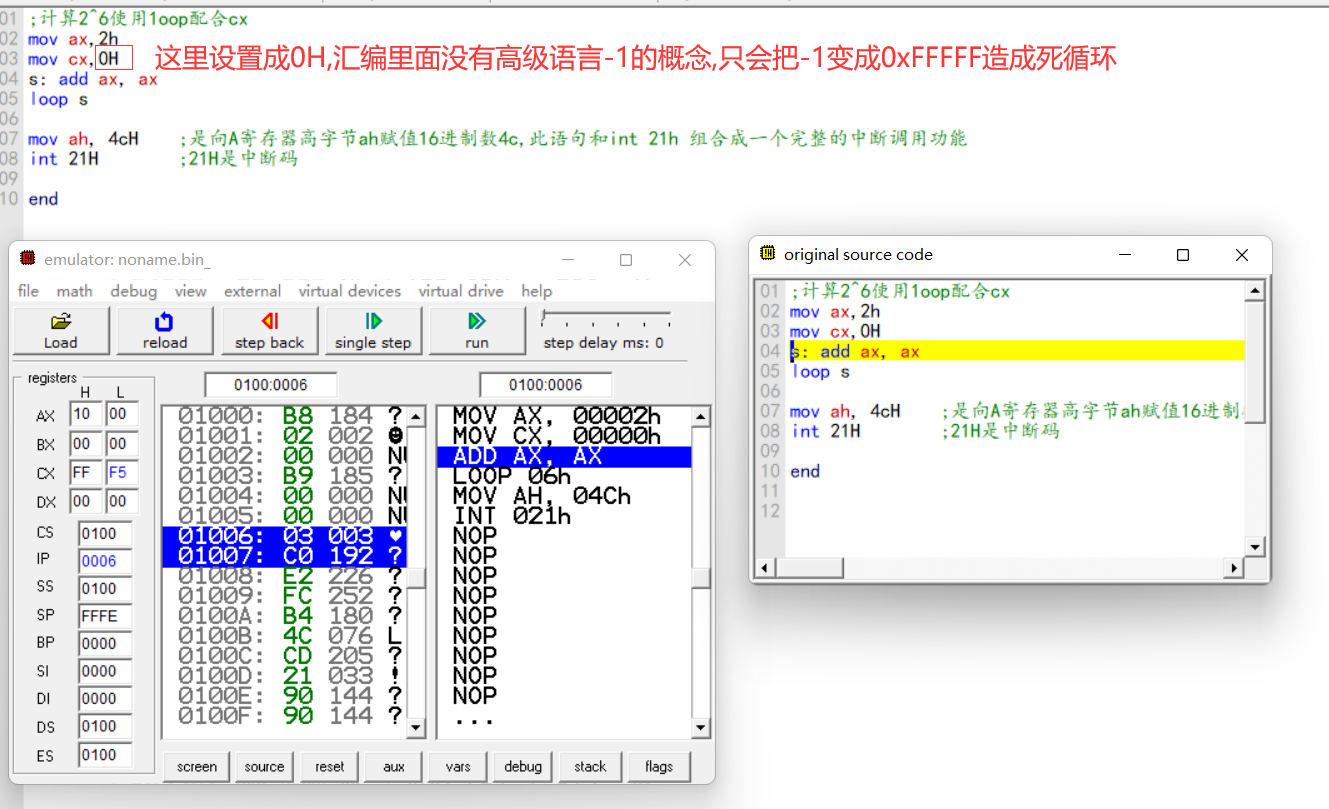 01 ;计算2^6使用1oop配合cx
02 mov ax,2h
03 mov cx,0H 这里设置成0H,汇编里面没有高级语言-1的概念,只会把-1变成0xFFFFF造成死循环
04 s: add ax, ax
05 loop s
06
07 mov ah, 4cH ;是向A寄存器高字节ah赋值16进制数4c,此语句和int 21h 组合成一个完整的中断调用功能
08 int 21H ;21H是中断码
09
10 end
emulator: noname.bin_
file math debug view external virtual devices virtual drive help
Load reload step back single step run step delay ms: 0
registers
H L
0100:0006 0100:0006
AX 10 00
BX 00 00
CX FF F5
DX 00 00
CS 0100
IP 0006
SS 0100
SP FFFE
BP 0000
SI 0000
DI 0000
DS 0100
ES 0100
01000: B8 184 ?
01001: 02 002 ☻
01002: 00 000 NU
01003: B9 185 ?
01004: 00 000 NU
01005: 00 000 NU
01006: 03 003 ♥
01007: C0 192 ?
01008: E2 226 ?
01009: FC 252 ?
0100A: B4 180 ?
0100B: 4C 076 L
0100C: CD 205 ?
0100D: 21 033 !
0100E: 90 144 ?
0100F: 90 144 ?
MOV AX, 00002h
MOV CX, 00000h
ADD AX, AX
LOOP 06h
MOV AH, 04Ch
INT 021h
NOP
NOP
NOP
NOP
NOP
NOP
NOP
NOP
NOP
...
screen source reset aux vars debug stack flags
original source code
01 ;计算2^6使用1oop配合cx
02 mov ax,2h
03 mov cx,0H
04 s: add ax, ax
05 loop s
06
07 mov ah, 4cH ;是向A寄存器高字节ah赋值16进制
08 int 21H ;21H是中断码
09
10 end
11
12